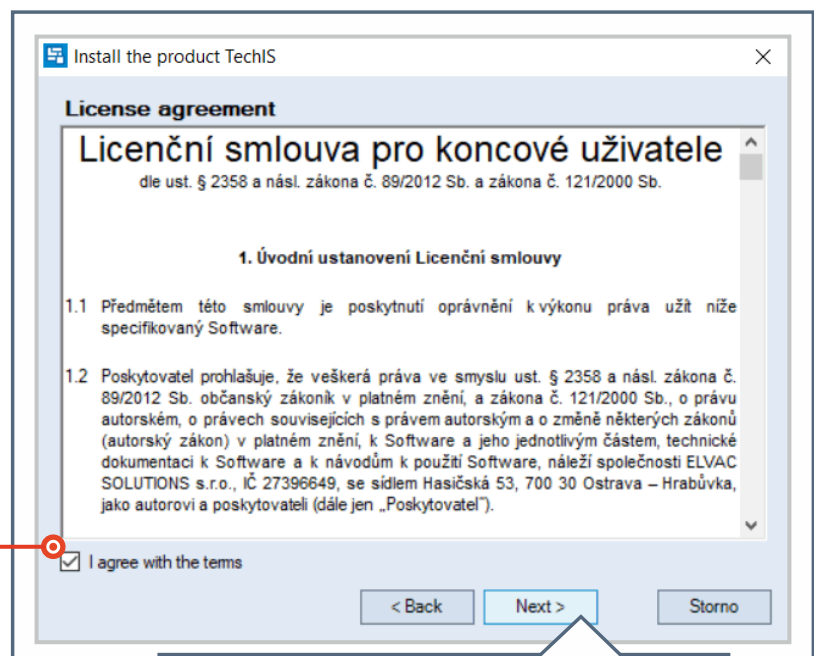 Install the product TechIS
License agreement
Licenční smlouva pro koncové uživatele
dle ust. § 2358 a násl. zákona č. 89/2012 Sb. a zákona č. 121/2000 Sb.
1. Úvodní ustanovení Licenční smlouvy
1.1 Předmětem této smlouvy je poskytnutí oprávnění k výkonu práva užít níže
specifikovaný Software.
1.2 Poskytovatel prohlašuje, že veškerá práva ve smyslu ust. § 2358 a násl. zákona č.
89/2012 Sb. občanský zákoník v platném znění, a zákona č. 121/2000 Sb., o právu
autorském, o právech souvisejících s právem autorským a o změně některých zákonů
(autorský zákon) v platném znění, k Software a jeho jednotlivým částem, technické
dokumentaci k Software a k návodům k použití Software, náleží společnosti ELVAC
SOLUTIONS s.r.o., IČ 27396649, se sídlem Hasičská 53, 700 30 Ostrava – Hrabůvka,
jako autorovi a poskytovateli (dále jen „Poskytovatel").
I agree with the terms
< Back
Next >
Storno